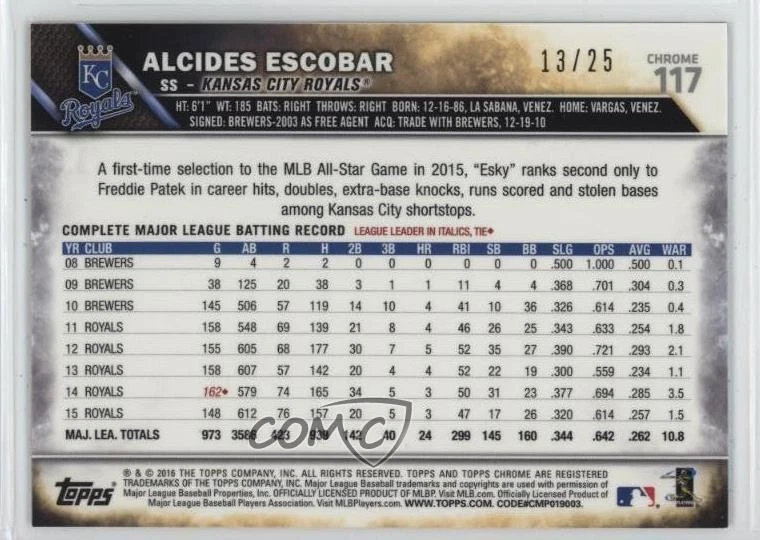 KC
Royals
ALCIDES ESCOBAR
SS - KANSAS CITY ROYALS®
13/25
CHROME
117
HT: 6'1" WT: 185 BATS: RIGHT THROWS: RIGHT BORN: 12-16-86, LA SABANA, VENEZ. HOME: VARGAS, VENEZ.
SIGNED: BREWERS-2003 AS FREE AGENT ACQ: TRADE WITH BREWERS, 12-19-10
A first-time selection to the MLB All-Star Game in 2015, "Esky" ranks second only to
Freddie Patek in career hits, doubles, extra-base knocks, runs scored and stolen bases
among Kansas City shortstops.
COMPLETE MAJOR LEAGUE BATTING RECORD LEAGUE LEADER IN ITALICS, TIE♦
YR CLUB G AB R H 2B 3B HR RBI SB BB SLG OPS AVG WAR
08 BREWERS 9 4 2 2 0 0 0 0 0 0 .500 1.000 .500 0.1
09 BREWERS 38 125 20 38 3 1 1 11 4 4 .368 .701 .304 0.3
10 BREWERS 145 506 57 119 14 10 4 41 10 36 .326 .614 .235 0.4
11 ROYALS 158 548 69 139 21 8 4 46 26 25 .343 .633 .254 1.8
12 ROYALS 155 605 68 177 30 7 5 52 35 27 .390 .721 .293 2.1
13 ROYALS 158 607 57 142 20 4 4 52 22 19 .300 .559 .234 1.1
14 ROYALS 162♦ 579 74 165 34 5 3 50 31 23 .377 .694 .285 3.5
15 ROYALS 148 612 76 157 20 5 3 47 17 26 .320 .614 .257 1.5
MAJ. LEA. TOTALS 973 3586 423 939 142 40 24 299 145 160 .344 .642 .262 10.8
COMC
® & © 2016 THE TOPPS COMPANY, INC. ALL RIGHTS RESERVED. TOPPS AND TOPPS CHROME ARE REGISTERED
TRADEMARKS OF THE TOPPS COMPANY, INC. Major League Baseball trademarks and copyrights are used with permission of
Major League Baseball Properties, Inc. OFFICIALLY LICENSED PRODUCT OF MLBP. Visit MLB.com. Officially Licensed Product of
Major League Baseball Players Association. Visit MLBPlayers.com. WWW.TOPPS.COM. CODE#CMP019003.
Topps